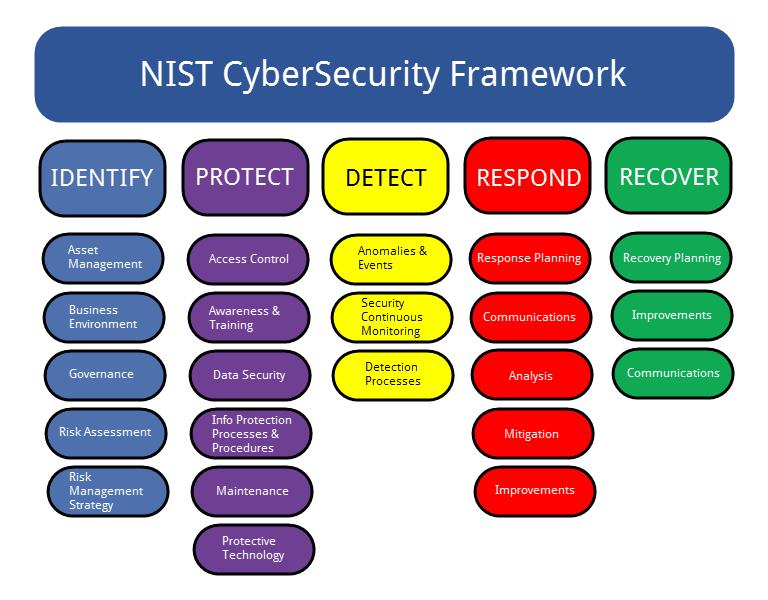 NIST CyberSecurity Framework
IDENTIFY
Asset
Management
Business
Environment
Governance
Risk Assessment
Risk
Management
Strategy
PROTECT
Access Control
Awareness &
Training
Data Security
Info Protection
Processes &
Procedures
Maintenance
Protective
Technology
DETECT
Anomalies &
Events
Security
Continuous
Monitoring
Detection
Processes
RESPOND
Response Planning
Communications
Analysis
Mitigation
Improvements
RECOVER
Recovery Planning
Improvements
Communications